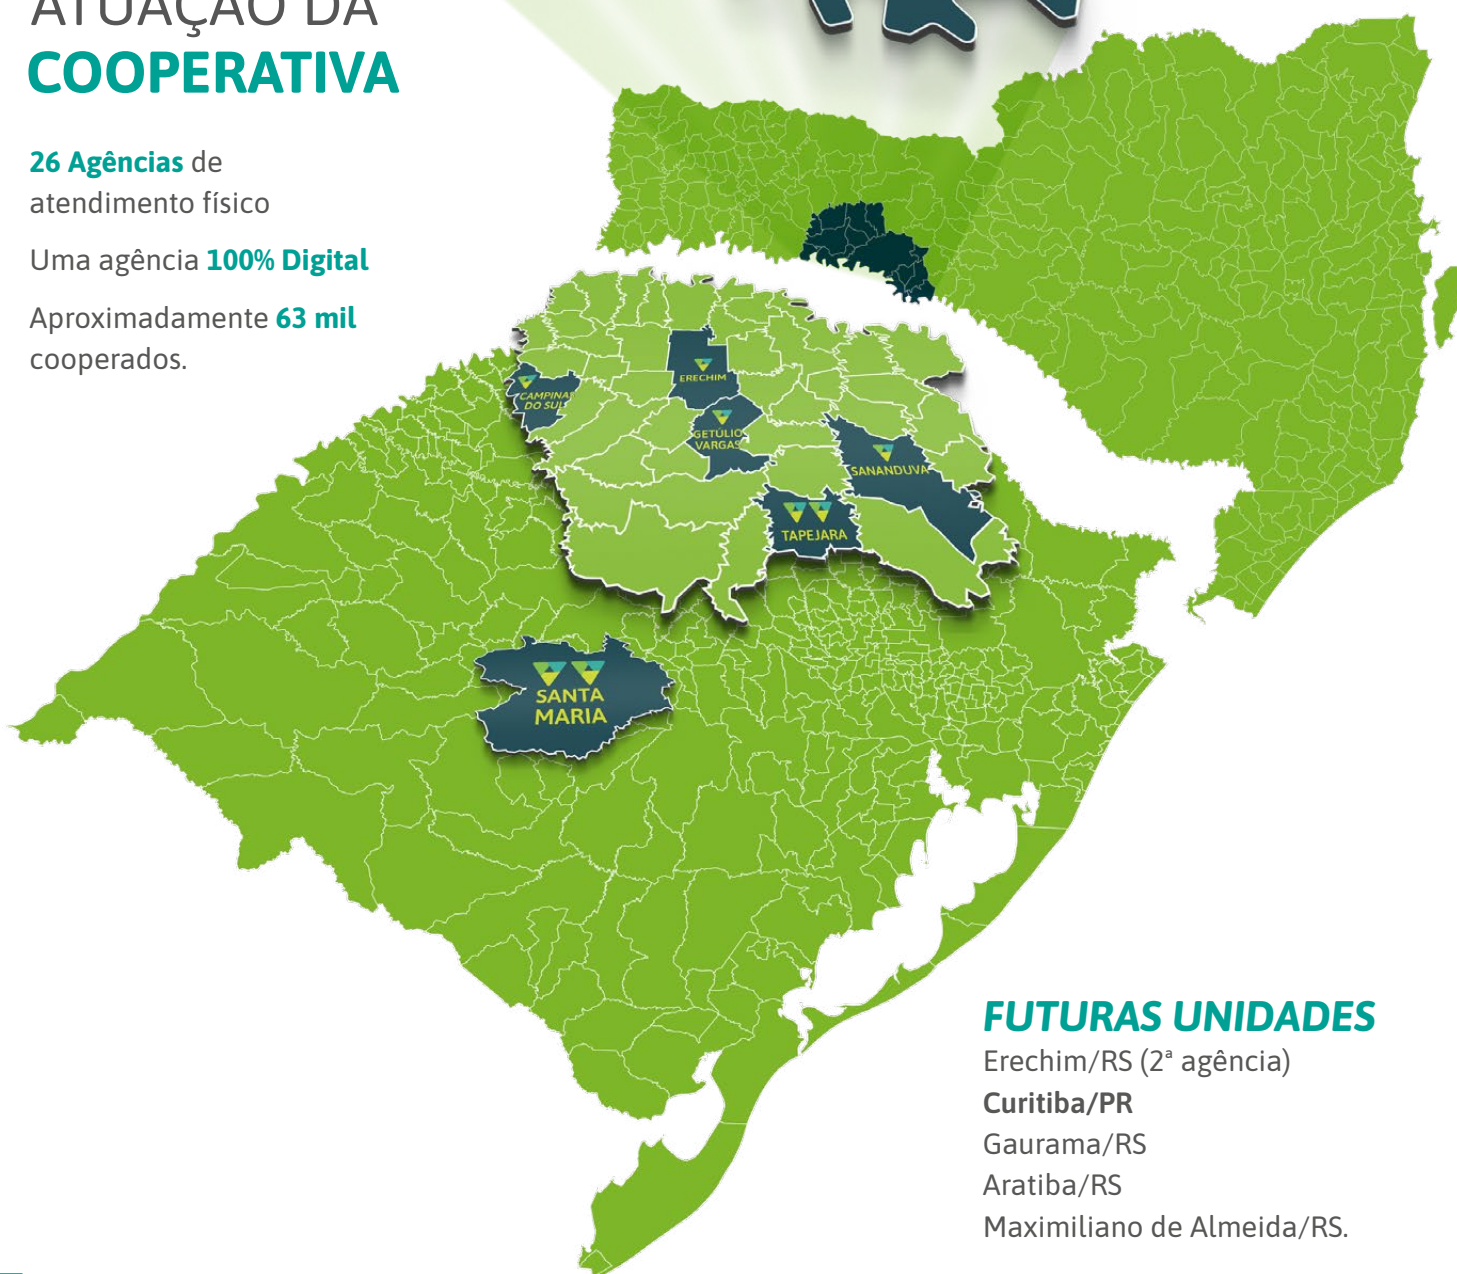 ATUAÇÃO DA
COOPERATIVA
26 Agências de
atendimento físico
Uma agência 100% Digital
Aproximadamente 63 mil
cooperados.
ERECHIM
CAMPINA
DO SUL
GETÚLIO
VARGAS
SANANDUVA
TAPEJARA
SANTA
MARIA
FUTURAS UNIDADES
Erechim/RS (2ª agência)
Curitiba/PR
Gaurama/RS
Aratiba/RS
Maximiliano de Almeida/RS.